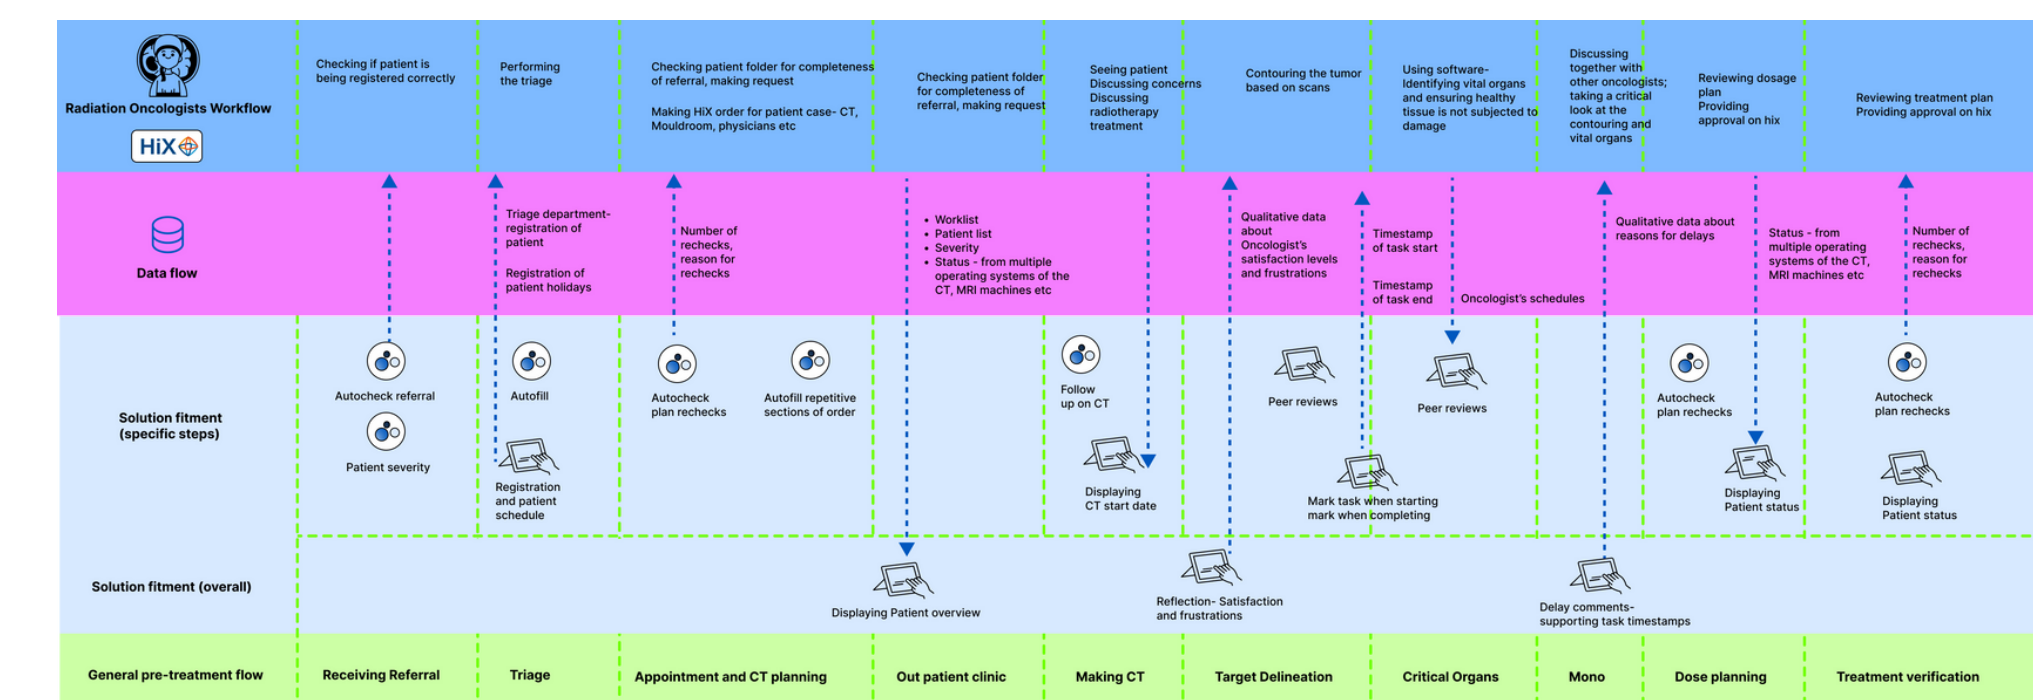 Radiation Oncologists Workflow
HiX
Checking if patient is
being registered correctly
Performing
the triage
Checking patient folder for completeness
of referral, making request
Making HiX order for patient case- CT,
Mouldroom, physicians etc
Checking patient folder
for completeness of
referral, making request
Seeing patient
Discussing concerns
Discussing
radiotherapy
treatment
Contouring the tumor
based on scans
Using software-
Identifying vital organs
and ensuring healthy
tissue is not subjected to
damage
Discussing
together with
other oncologists;
taking a critical
look at the
contouring and
vital organs
Reviewing dosage
plan
Providing
approval on hix
Reviewing treatment plan
Providing approval on hix
Data flow
Triage department-
registration of
patient
Registration of
patient holidays
Number of
rechecks,
reason for
rechecks
• Worklist
• Patient list
• Severity
• Status - from multiple
operating systems of the
CT, MRI machines etc
Qualitative data
about
Oncologist's
satisfaction levels
and frustrations
Timestamp
of task start
Timestamp
of task end
Oncologist's schedules
Qualitative data about
reasons for delays
Status - from
multiple operating
systems of the CT,
MRI machines etc
Number of
rechecks,
reason for
rechecks
Solution fitment
(specific steps)
Autocheck referral
Patient severity
Autofill
Registration
and patient
schedule
Autocheck
plan rechecks
Autofill repetitive
sections of order
Follow
up on CT
Displaying
CT start date
Peer reviews
Mark task when starting
mark when completing
Peer reviews
Autocheck
plan rechecks
Displaying
Patient status
Autocheck
plan rechecks
Displaying
Patient status
Solution fitment (overall)
Displaying Patient overview
Reflection- Satisfaction
and frustrations
Delay comments-
supporting task timestamps
General pre-treatment flow
Receiving Referral
Triage
Appointment and CT planning
Out patient clinic
Making CT
Target Delineation
Critical Organs
Mono
Dose planning
Treatment verification